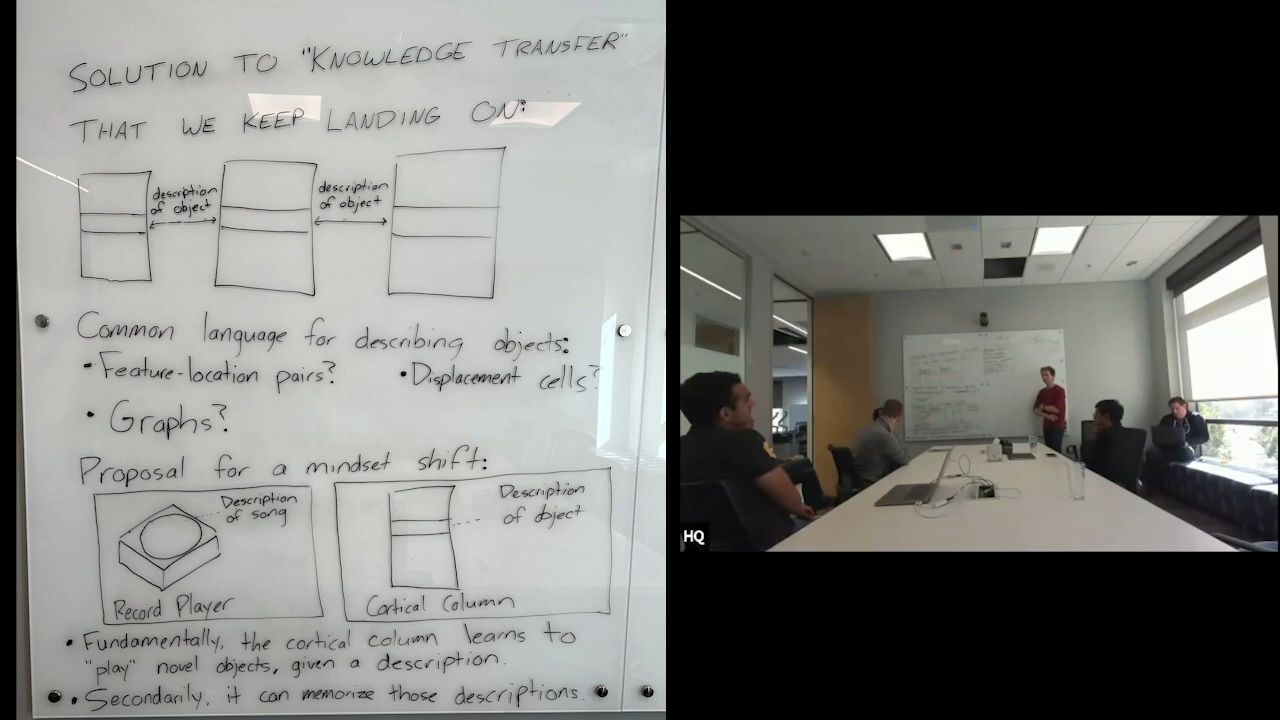 SOLUTION TO "KNOWLEDGE TRANSFER"
THAT WE KEEP LANDING ON:
description
of object
description
of object
Common language for describing objects:
• Feature-location pairs? • Displacement cells?
• Graphs?
Proposal for a mindset shift:
Description
of song
Record Player
Description
of object
Cortical Column
• Fundamentally, the cortical column learns to
"play" novel objects, given a description.
• Secondarily, it can memorize those descriptions.
HQ